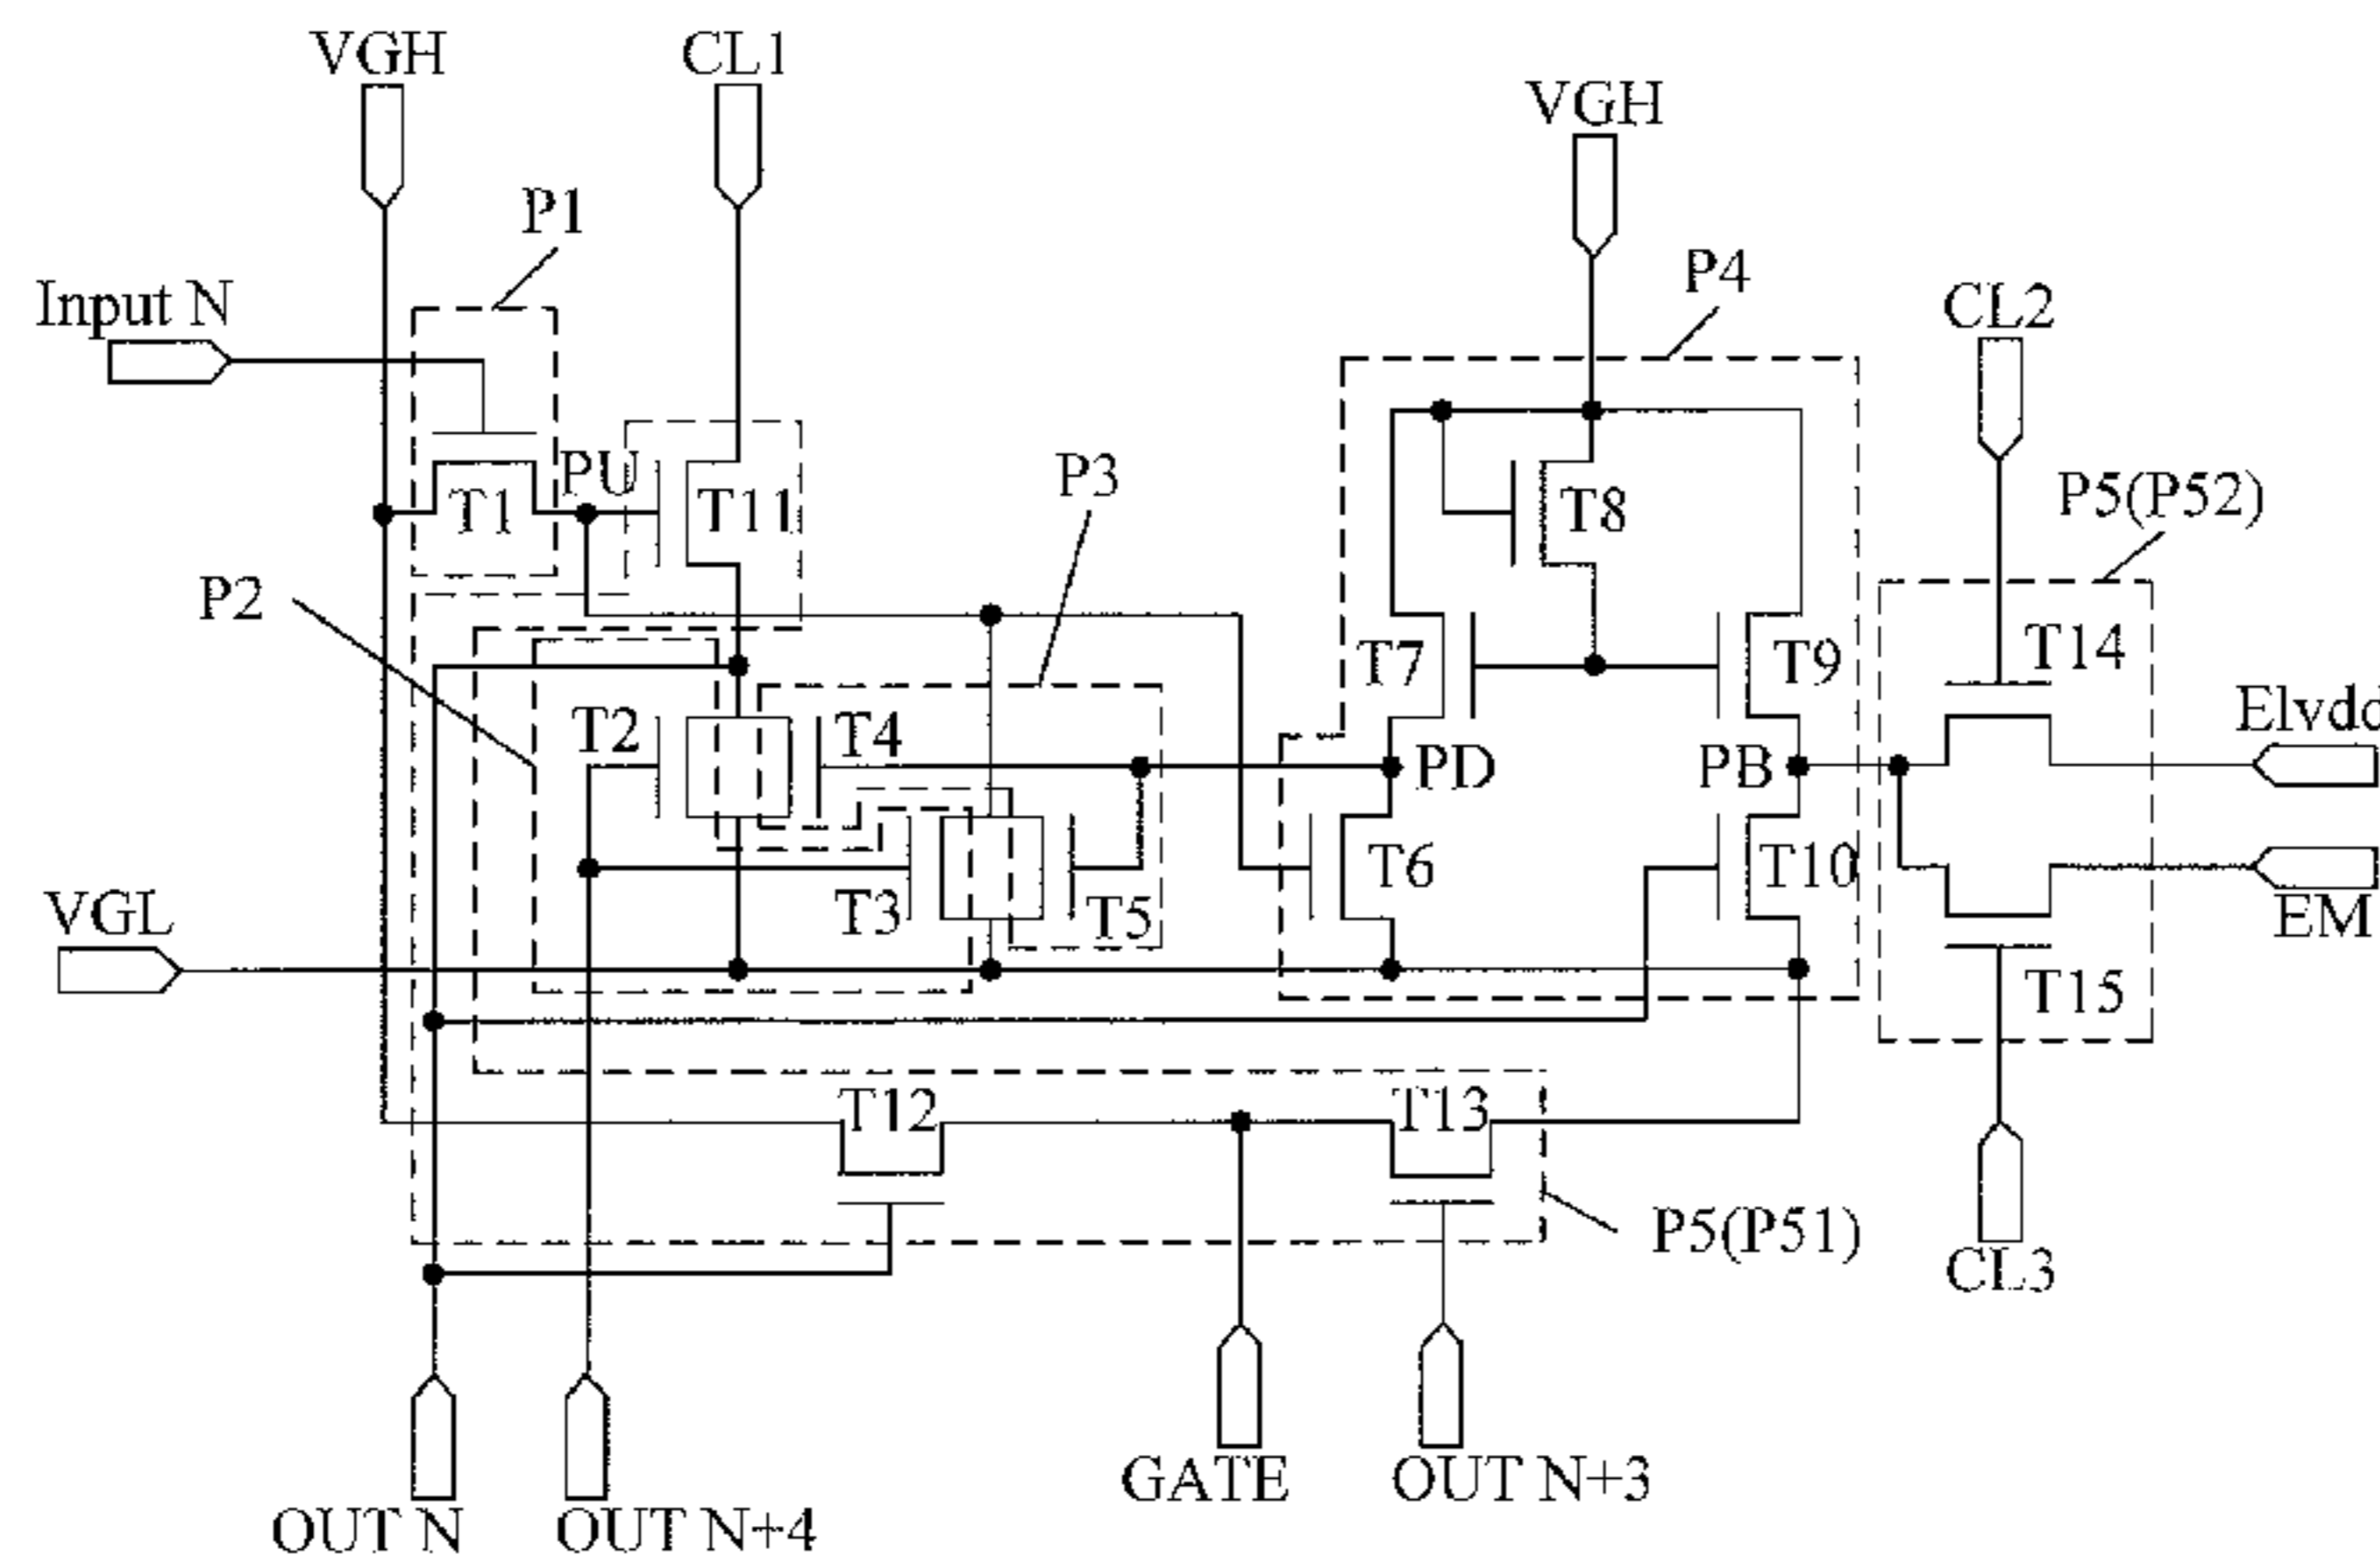 VGH
CL1
VGH
P1
P4
Input N
CL2
PU
T11
P3
T8
P5(P52)
T1
P2
T7
T9
T14
T2
T4
Elvdd
PD
PB
T3
T5
T6
T10
VGL
EM
T15
T12
T13
P5(P51)
CL3
GATE
OUT N+3
OUT N
OUT N+4